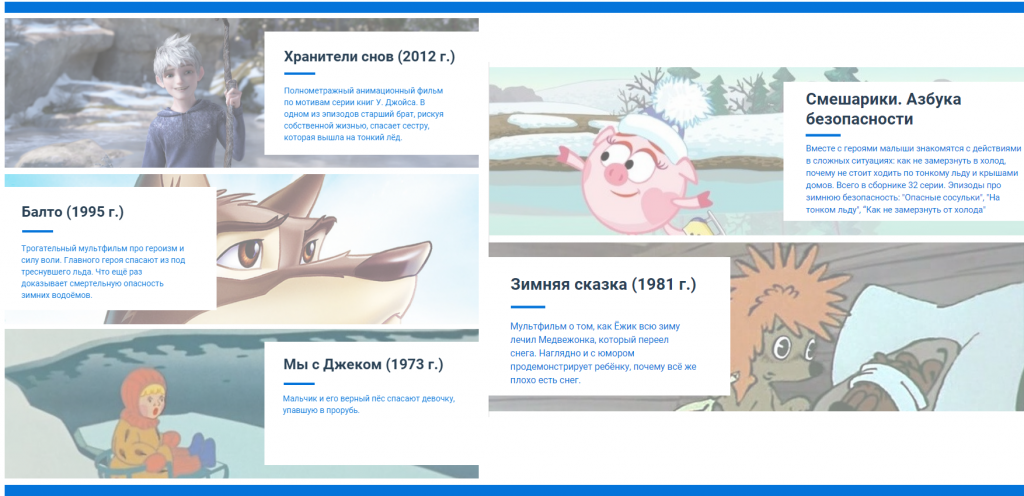 Хранители снов (2012 г.)
Полнометражный анимационный фильм
по мотивам серии книг У. Джойса. В
одном из эпизодов старший брат, рискуя
собственной жизнью, спасает сестру,
которая вышла на тонкий лёд.
Балто (1995 г.)
Трогательный мультфильм про героизм и
силу воли. Главного героя спасают из под
треснувшего льда. Что ещё раз
доказывает смертельную опасность
зимних водоёмов.
Мы с Джеком (1973 г.)
Мальчик и его верный пёс спасают девочку,
упавшую в прорубь.
Смешарики. Азбука
безопасности
Вместе с героями малыши знакомятся с действиями
в сложных ситуациях: как не замерзнуть в холод,
почему не стоит ходить по тонкому льду и крышами
домов. Всего в сборнике 32 серии. Эпизоды про
зимнюю безопасность: "Опасные сосульки", "На
тонком льду", "Как не замерзнуть от холода"
Зимняя сказка (1981 г.)
Мультфильм о том, как Ёжик всю зиму
лечил Медвежонка, который переел
снега. Наглядно и с юмором
продемонстрирует ребёнку, почему всё же
плохо есть снег.